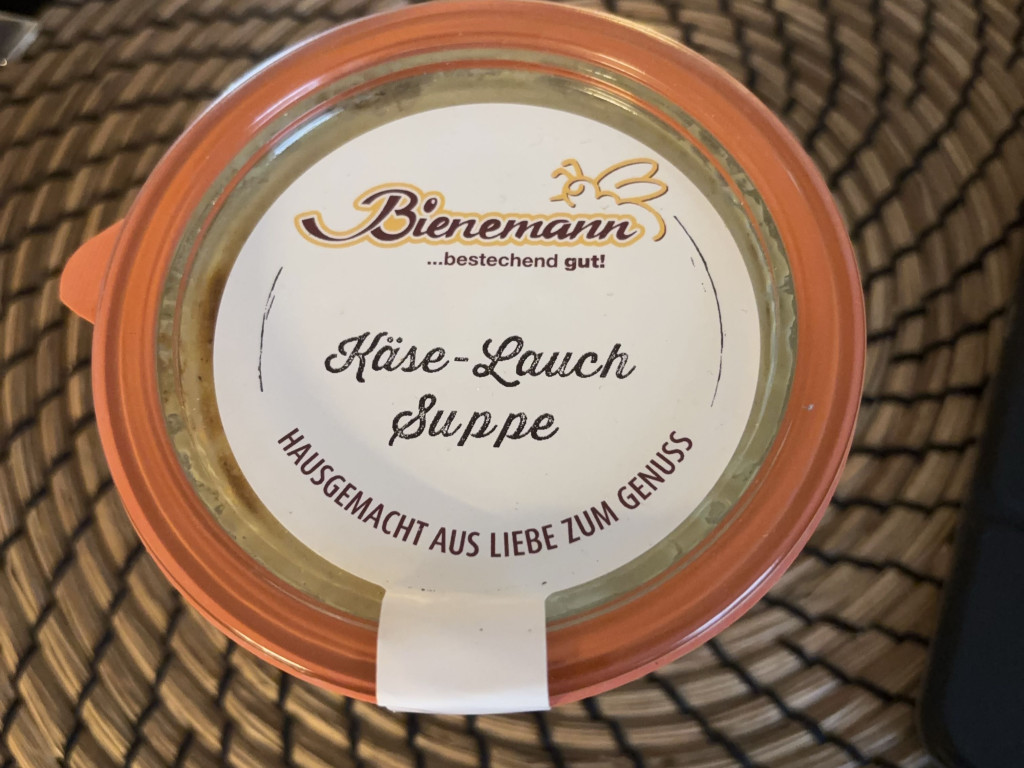 Bienemann
...bestechend gut!
Käse-Lauch
Suppe
HAUSGEMACHT AUS LIEBE ZUM GENUSS